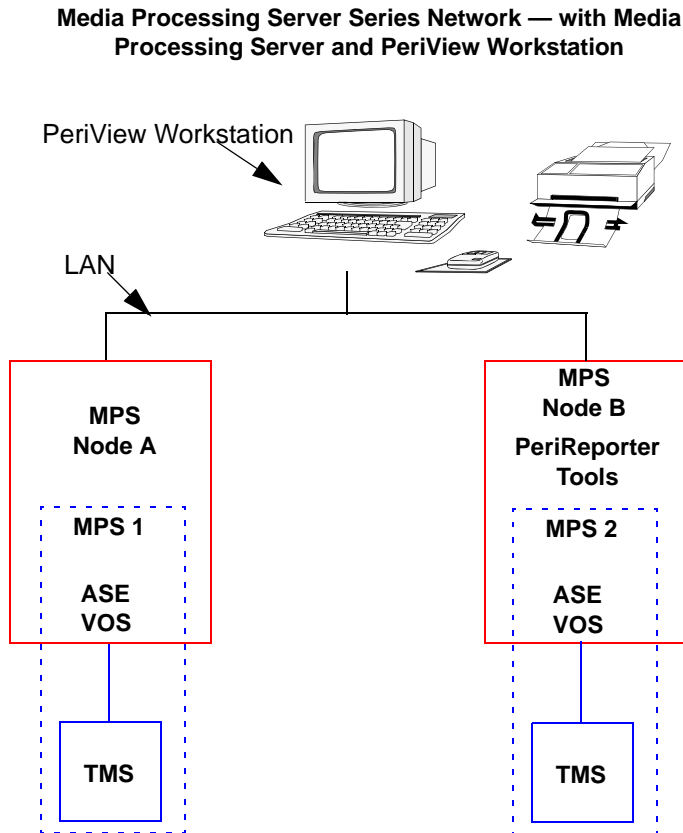 Media Processing Server Series Network — with Media
Processing Server and PeriView Workstation
PeriView Workstation
LAN
MPS
Node A
MPS 1
ASE
VOS
TMS
MPS
Node B
PeriReporter
Tools
MPS 2
ASE
VOS
TMS